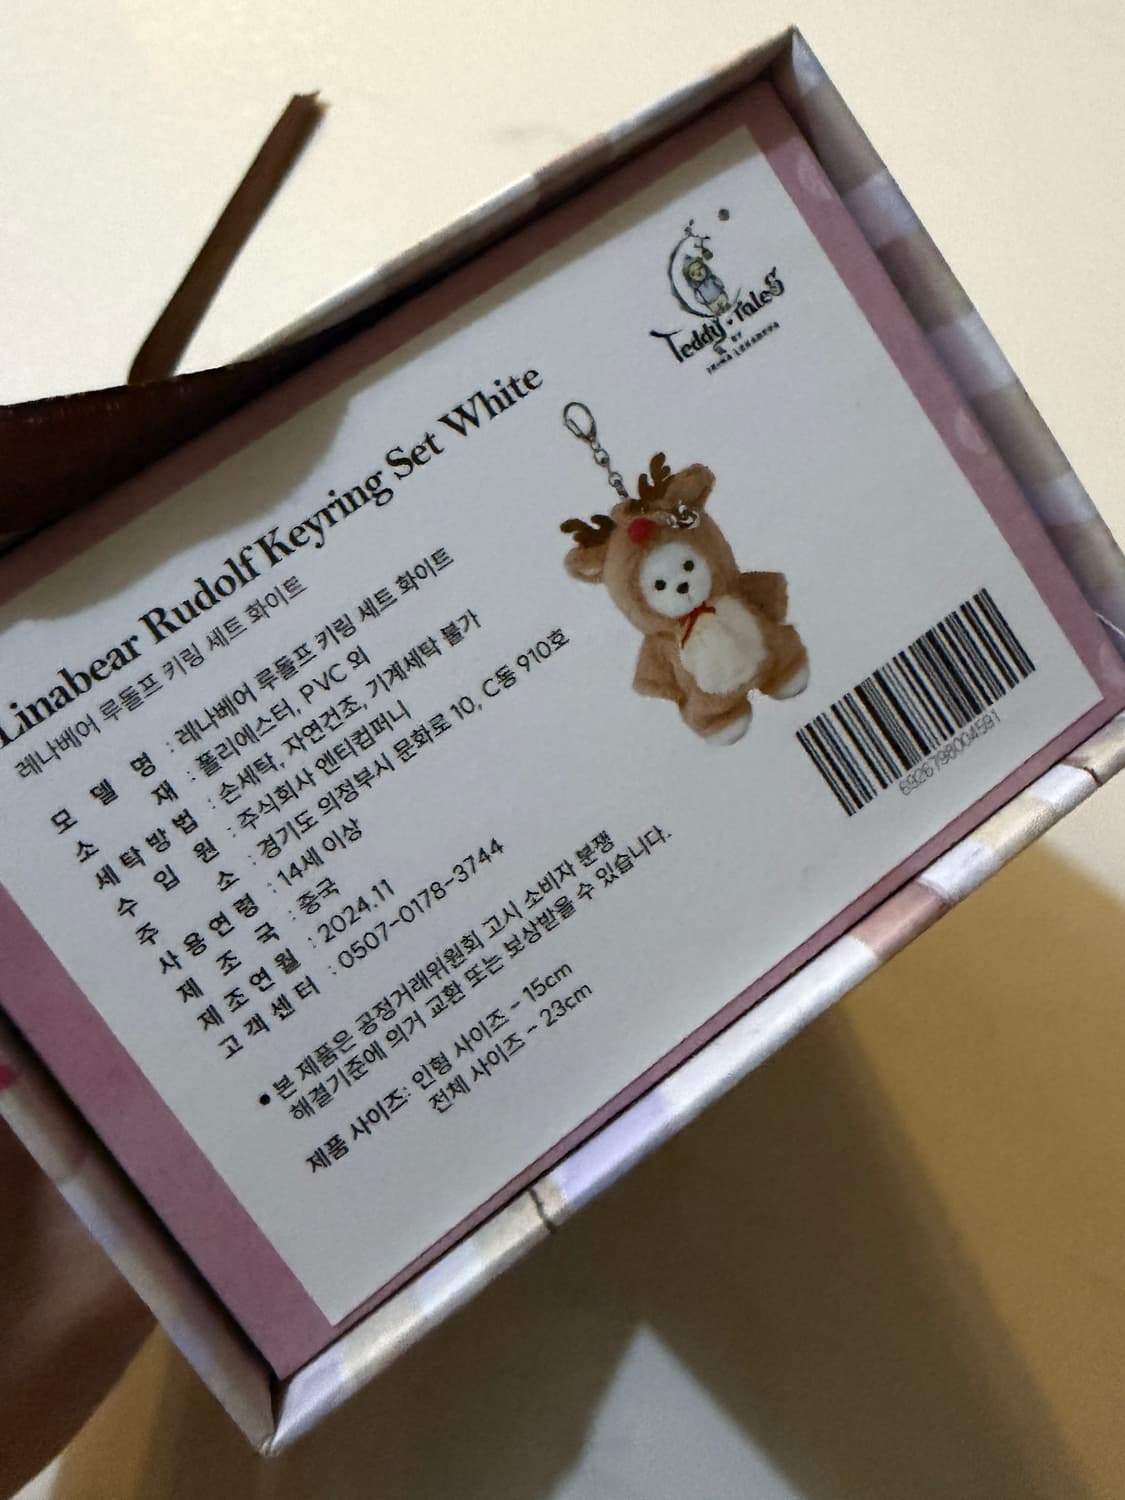 Teddy·Tales
BY
Linabear Rudolf Keyring Set White
레나베어 루돌프 키링 세트 화이트
모델명 : 레나베어 루돌프 키링 세트 화이트
소재 : 폴리에스터, PVC 외
세탁방법 : 손세탁, 자연건조, 기계세탁 불가
수입원 : 주식회사 엔티컴퍼니
주소 : 경기도 의정부시 문화로 10, C동 910호
사용연령 : 14세 이상
제조국 : 중국
제조연월 : 2024.11
고객센터 : 0507-0178-3744
• 본 제품은 공정거래위원회 고시 소비자 분쟁
해결기준에 의거 교환 또는 보상받을 수 있습니다.
제품 사이즈: 인형 사이즈 - 15cm
전체 사이즈 - 23cm
6926798004591